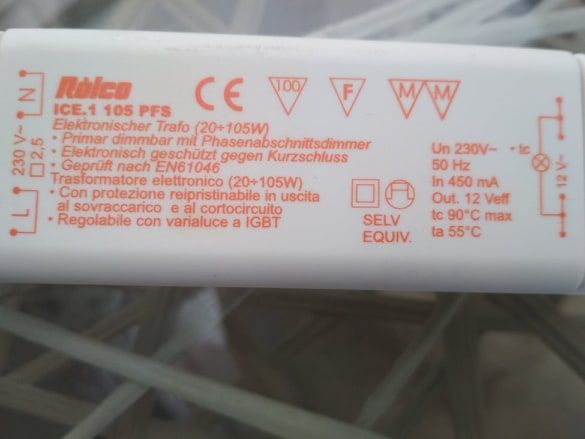 Rèlco
ICE.1 105 PFS
Elektronischer Trafo (20÷105W)
* Primar dimmbar mit Phasenabschnittsdimmer
* Elektronisch geschützt gegen Kurzschluss
* Geprüft nach EN61046
Trasformatore elettronico (20÷105W)
* Con protezione reipristinabile in uscita
al sovraccarico e al cortocircuito
* Regolabile con varialuce a IGBT
N
230 V~
2,5
L
CE
100
F
M M
SELV
EQUIV.
Un 230V~
50 Hz
In 450 mA
Out. 12 Veff
tc 90°C max
ta 55°C
* tc
12 V~